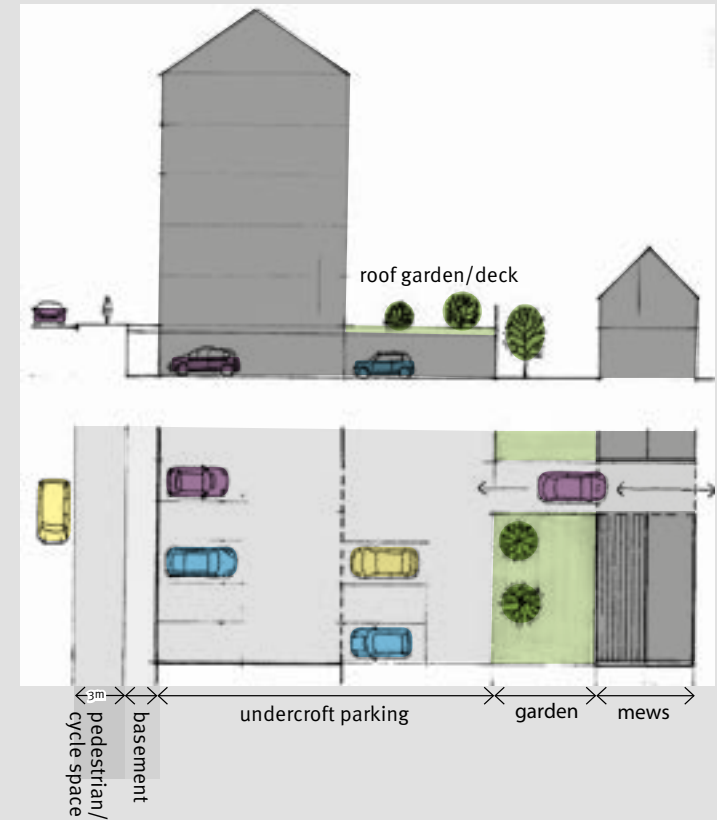 roof garden/deck
3m
pedestrian/
cycle space
basement
undercroft parking
garden
mews